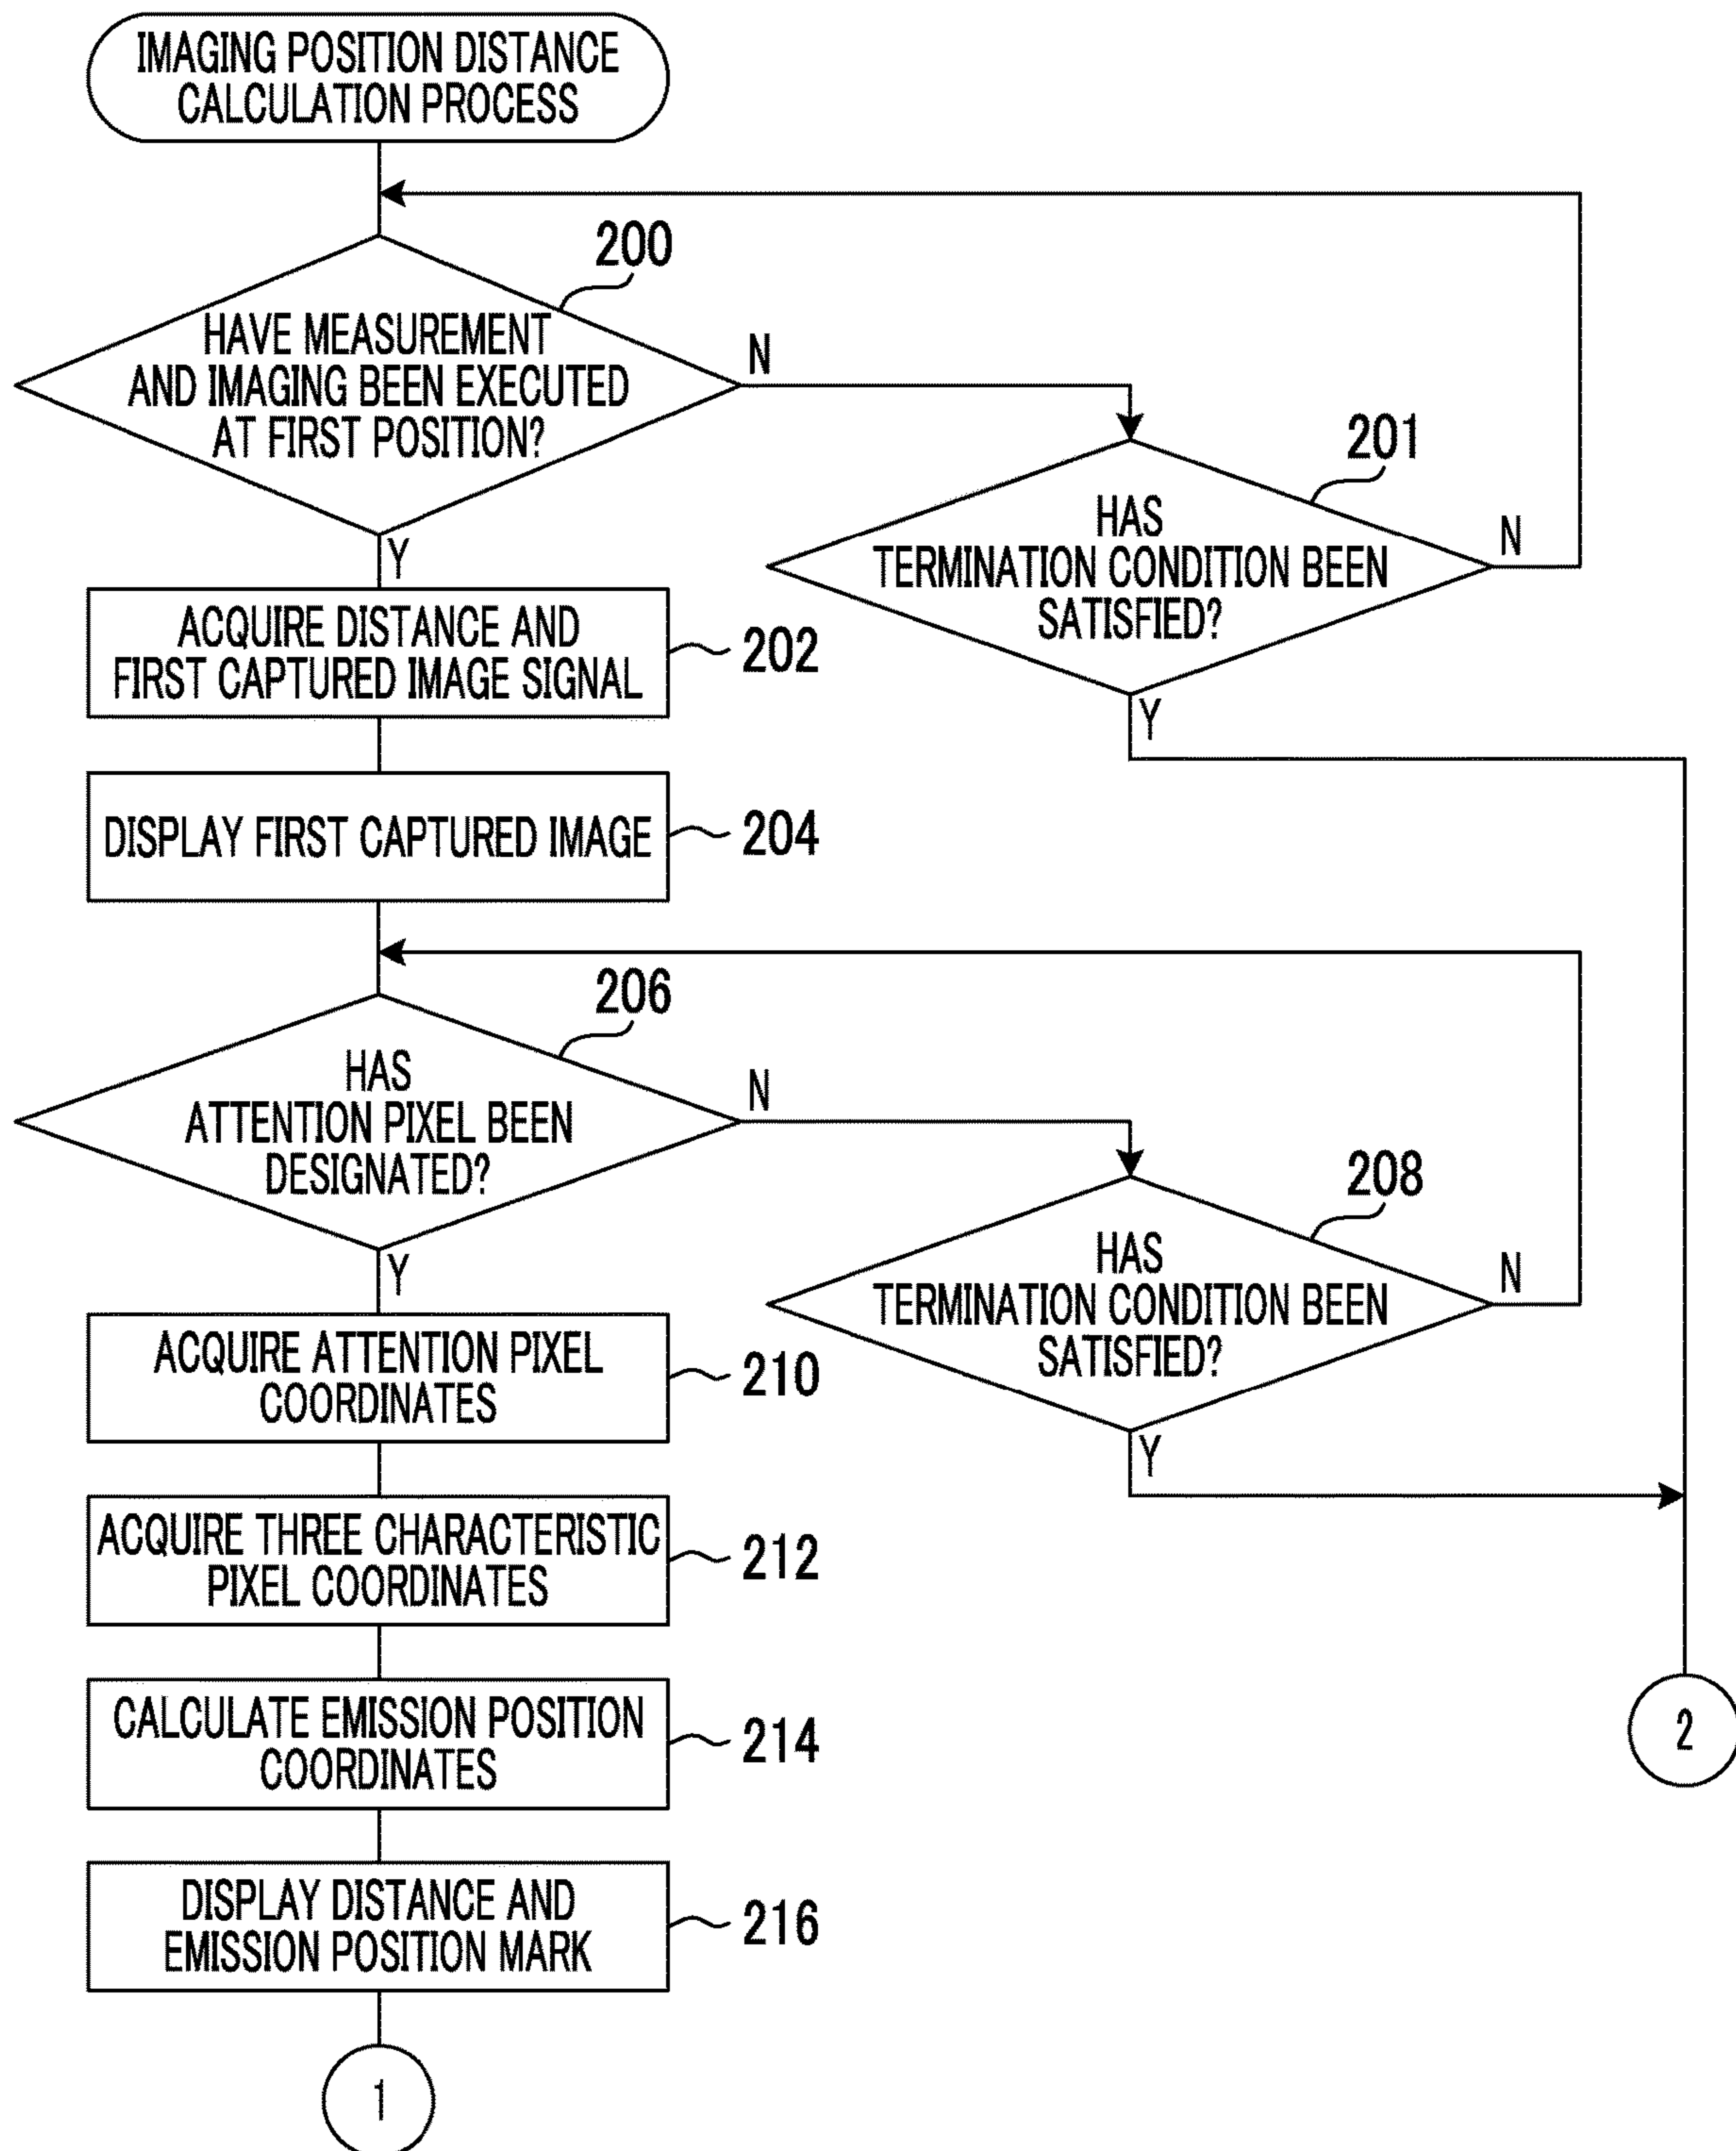 IMAGING POSITION DISTANCE
CALCULATION PROCESS
200
HAVE MEASUREMENT
AND IMAGING BEEN EXECUTED
AT FIRST POSITION?
N
Y
201
HAS
TERMINATION CONDITION BEEN
SATISFIED?
N
Y
ACQUIRE DISTANCE AND
FIRST CAPTURED IMAGE SIGNAL
202
DISPLAY FIRST CAPTURED IMAGE
204
206
HAS
ATTENTION PIXEL BEEN
DESIGNATED?
N
Y
208
HAS
TERMINATION CONDITION BEEN
SATISFIED?
N
Y
ACQUIRE ATTENTION PIXEL
COORDINATES
210
ACQUIRE THREE CHARACTERISTIC
PIXEL COORDINATES
212
CALCULATE EMISSION POSITION
COORDINATES
214
2
DISPLAY DISTANCE AND
EMISSION POSITION MARK
216
1